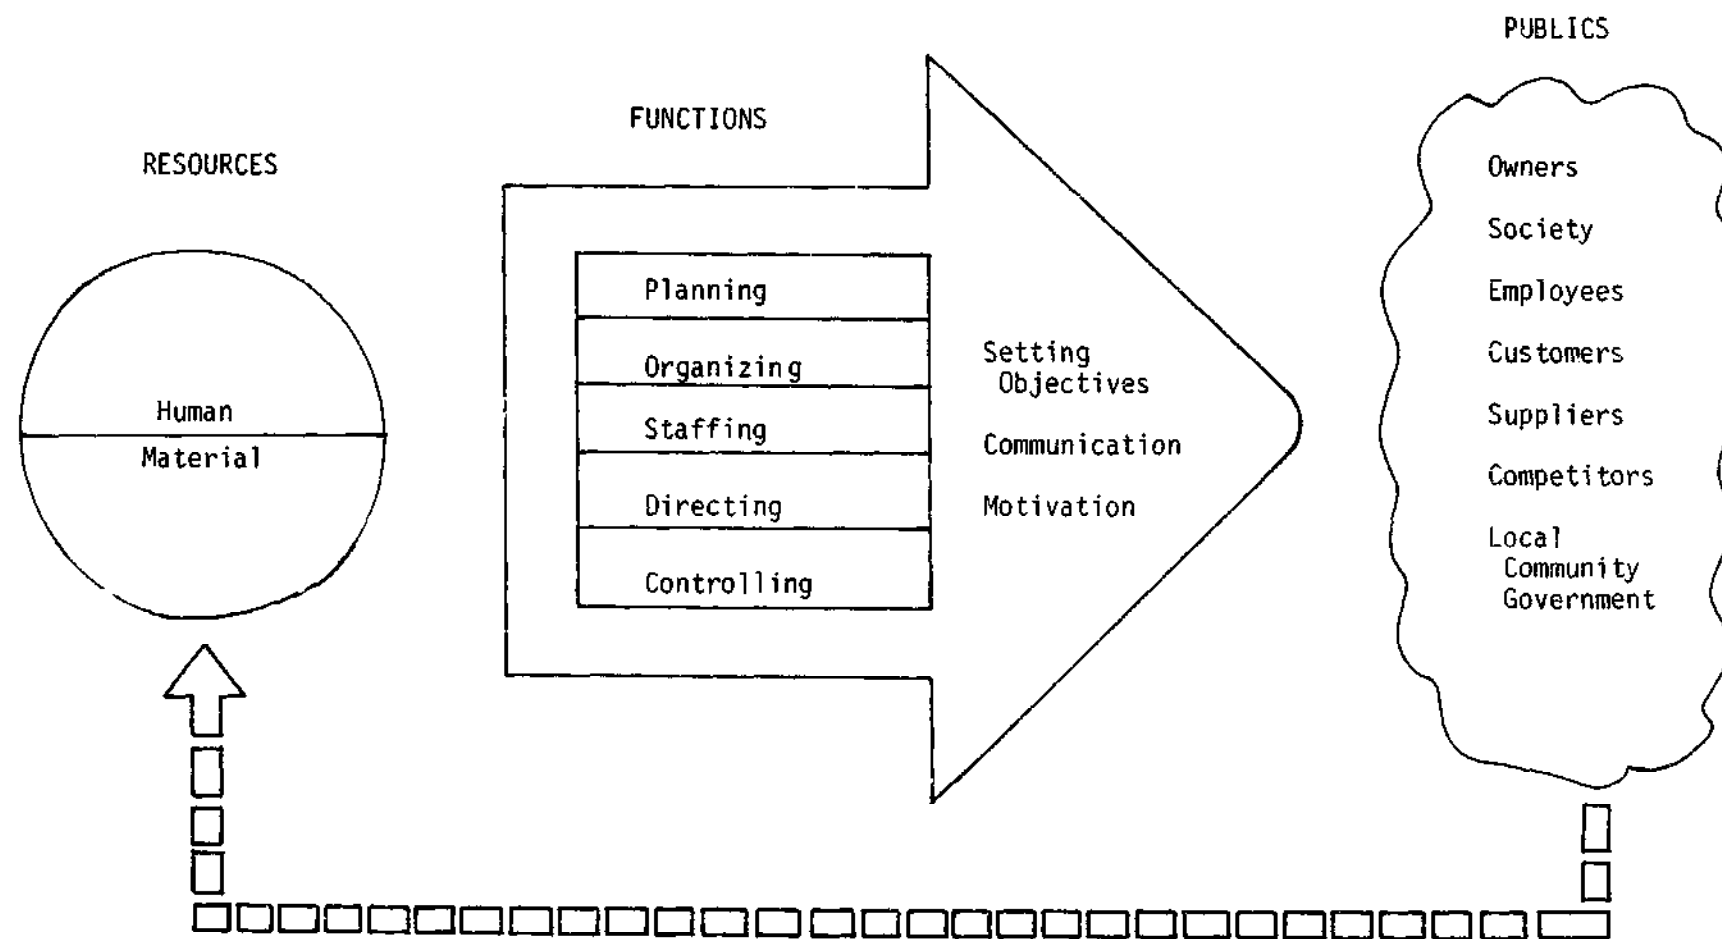 RESOURCES
Human
Material
FUNCTIONS
Planning
Organizing
Staffing
Directing
Controlling
Setting
Objectives
Communication
Motivation
PUBLICS
Owners
Society
Employees
Customers
Suppliers
Competitors
Local
Community
Government